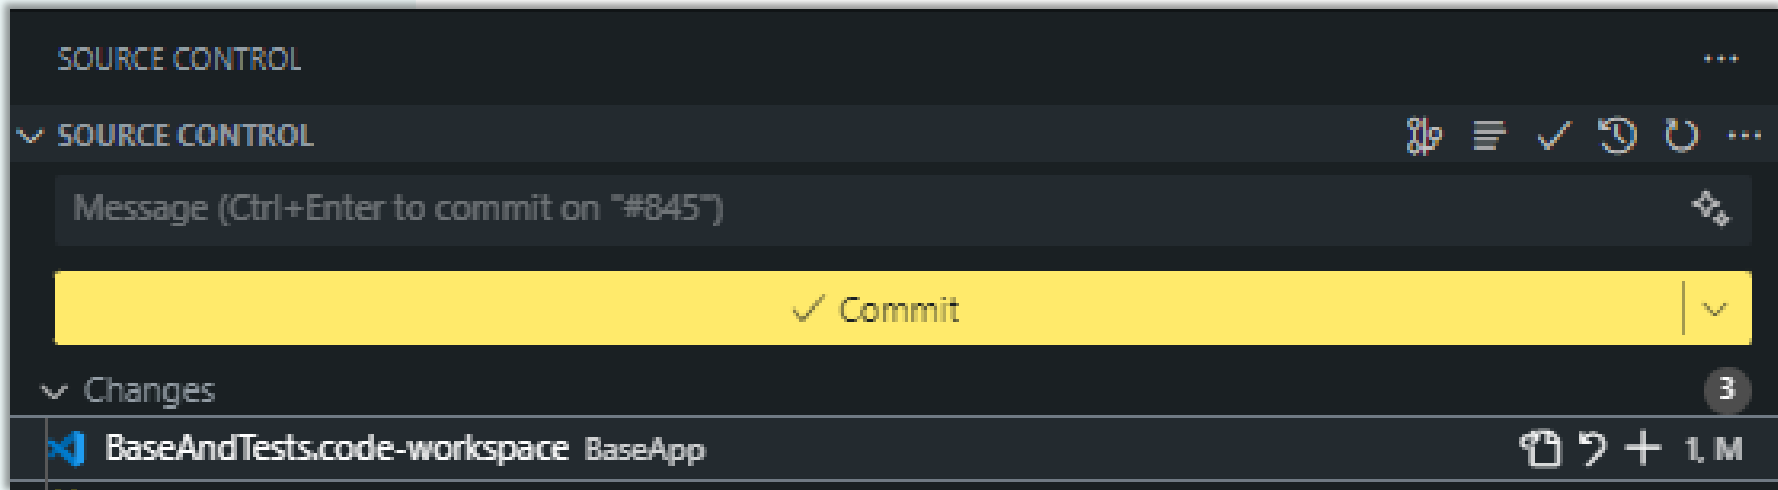 SOURCE CONTROL
SOURCE CONTROL
Message (Ctrl+Enter to commit on "#845")
Commit
Changes 3
BaseAndTests.code-workspace BaseApp 1, M